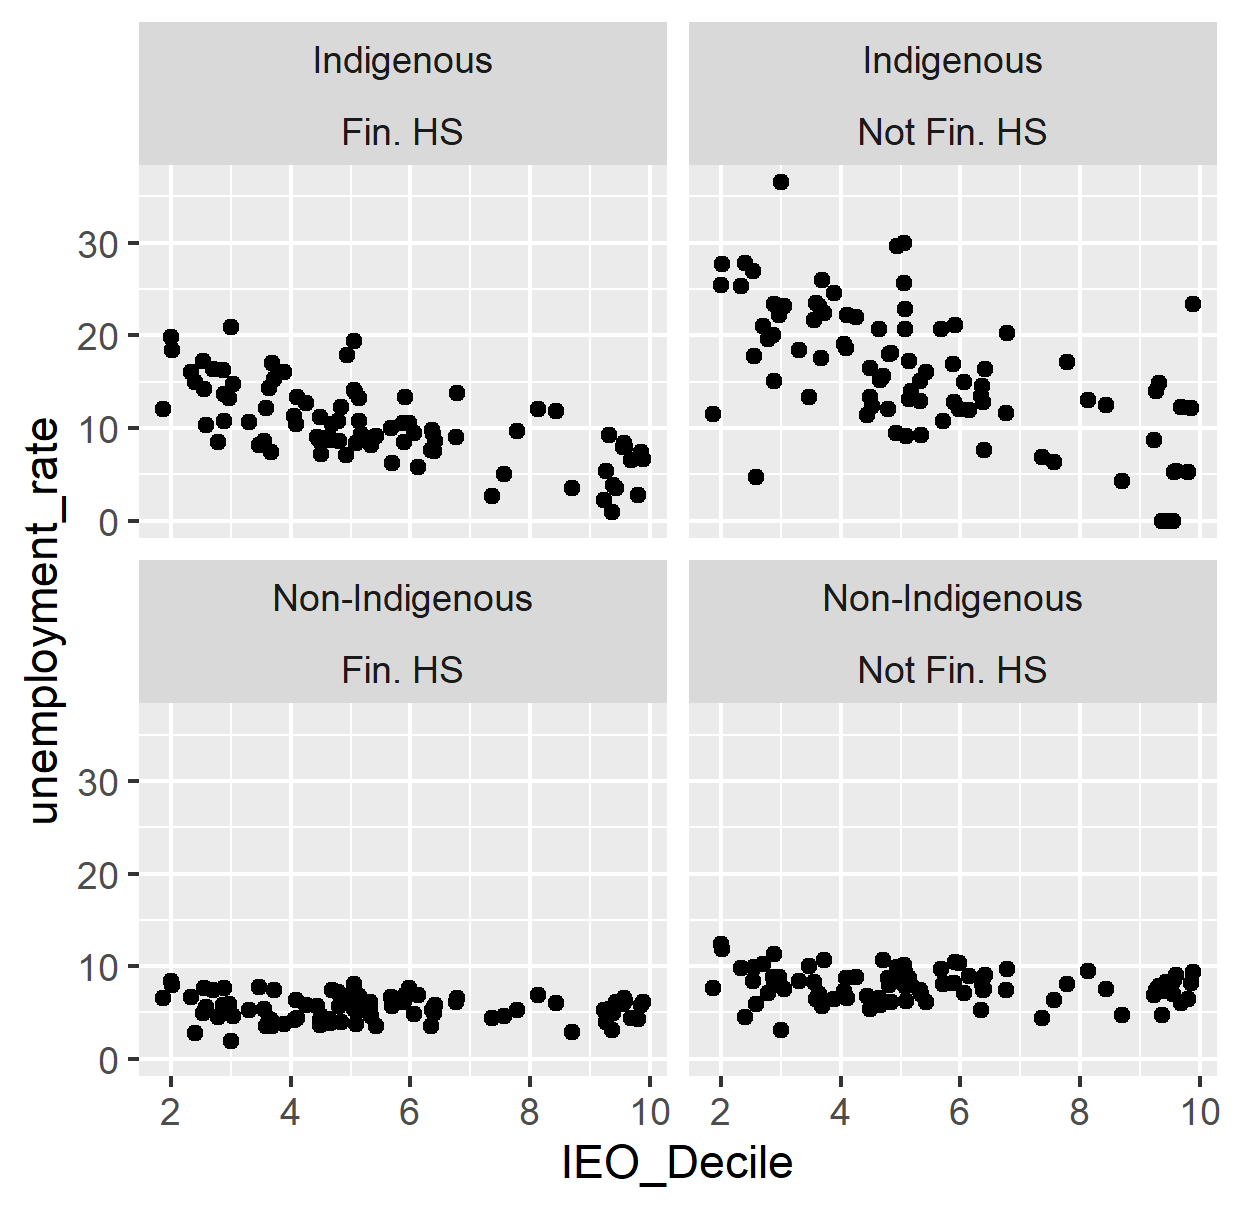 Indigenous
Fin. HS
Indigenous
Not Fin. HS
30
20
10
0
Non-Indigenous
Fin. HS
Non-Indigenous
Not Fin. HS
30
20
10
0
unemployment_rate
2 4 6 8 10
2 4 6 8 10
IEO_Decile